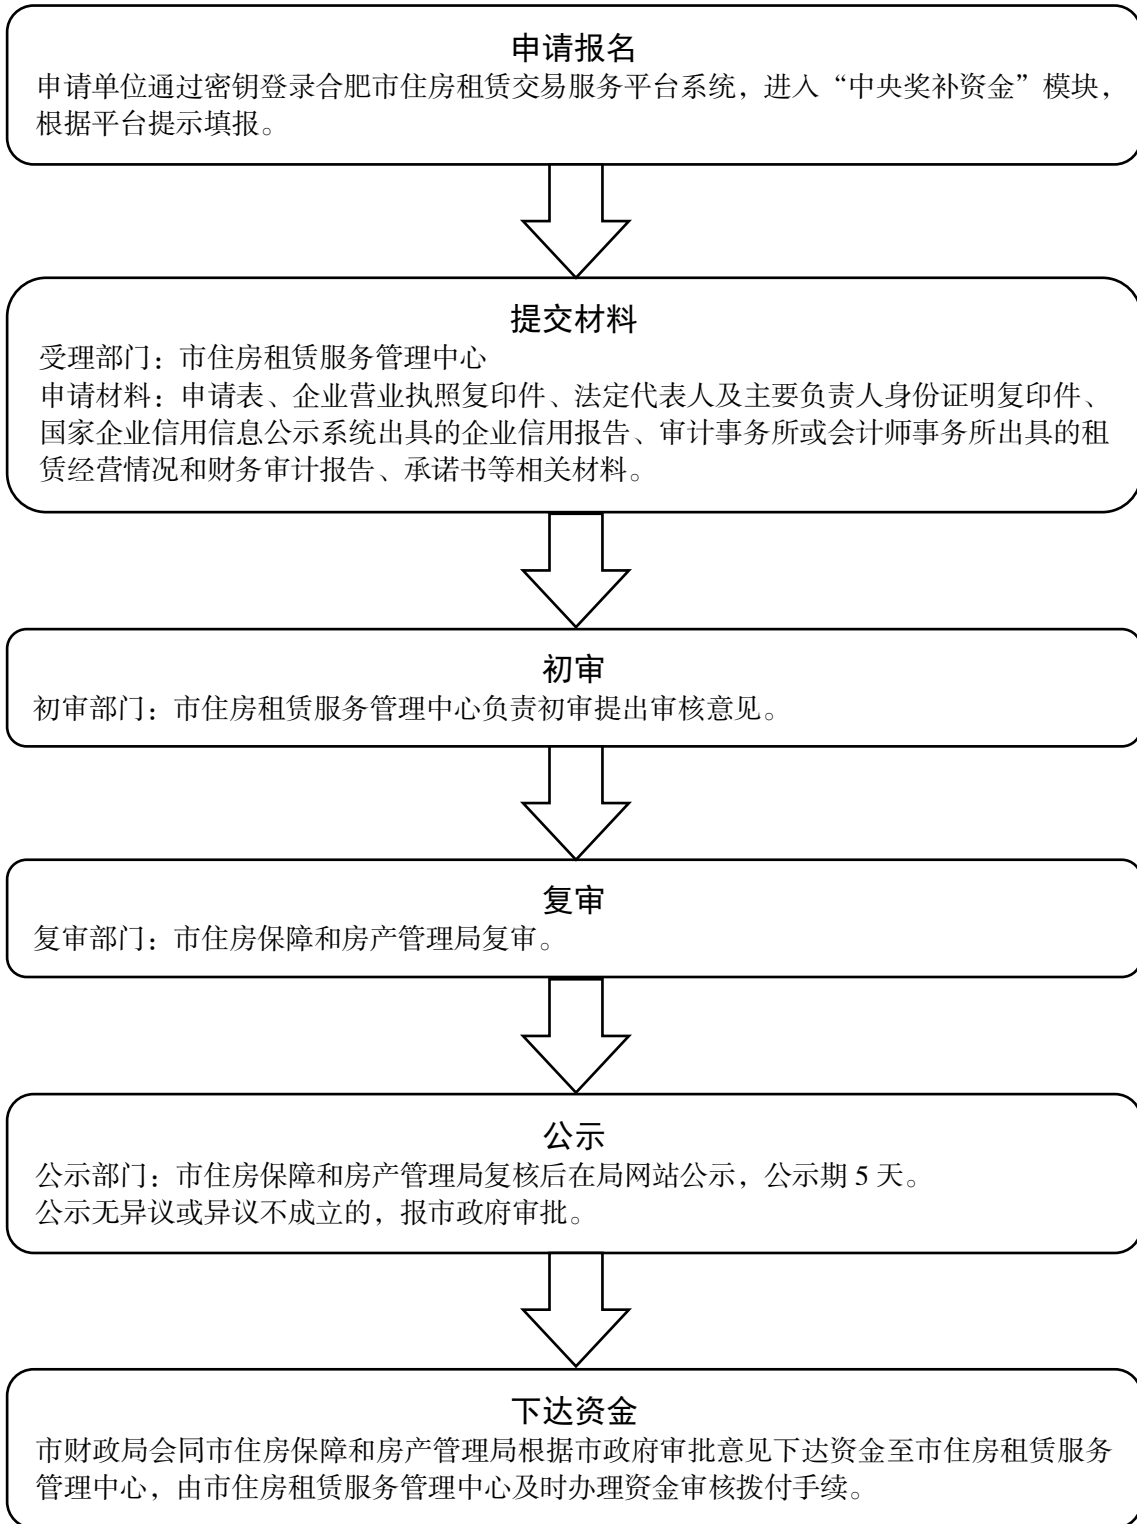 申请报名
申请单位通过密钥登录合肥市住房租赁交易服务平台系统，进入“中央奖补资金”模块，
根据平台提示填报。
提交材料
受理部门：市住房租赁服务管理中心
申请材料：申请表、企业营业执照复印件、法定代表人及主要负责人身份证明复印件、
国家企业信用信息公示系统出具的企业信用报告、审计事务所或会计师事务所出具的租
赁经营情况和财务审计报告、承诺书等相关材料。
初审
初审部门：市住房租赁服务管理中心负责初审提出审核意见。
复审
复审部门：市住房保障和房产管理局复审。
公示
公示部门：市住房保障和房产管理局复核后在局网站公示，公示期 5 天。
公示无异议或异议不成立的，报市政府审批。
下达资金
市财政局会同市住房保障和房产管理局根据市政府审批意见下达资金至市住房租赁服务
管理中心，由市住房租赁服务管理中心及时办理资金审核拨付手续。